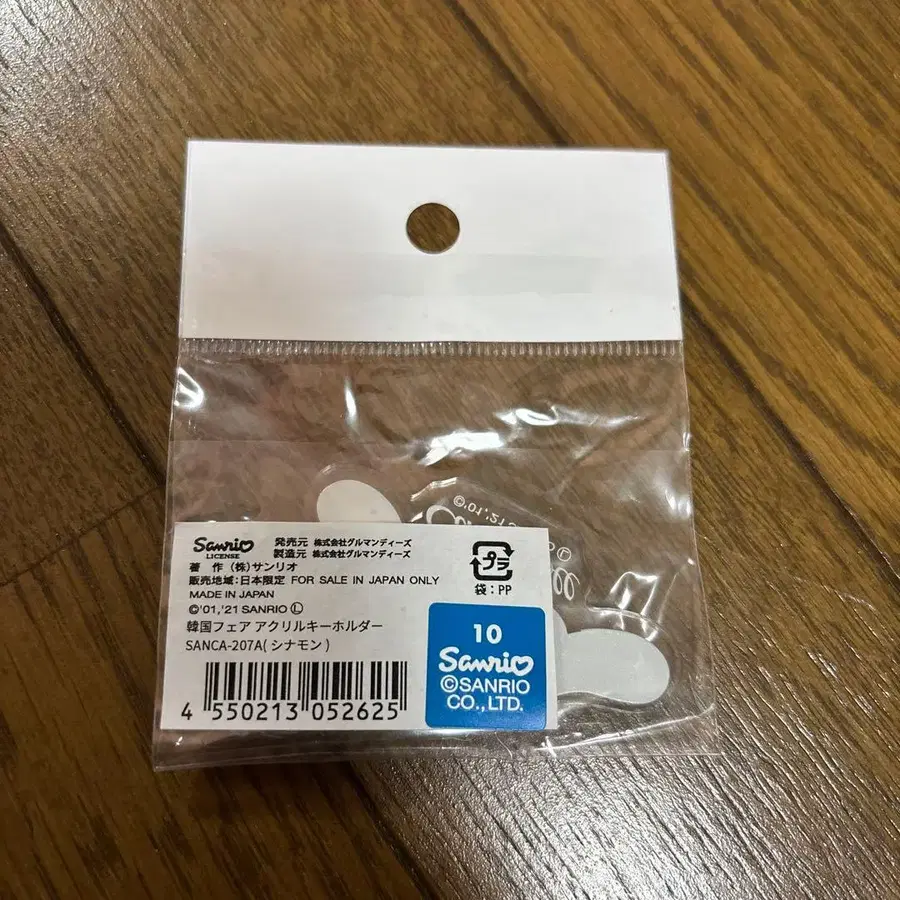 ©'01,'21 S
Sanrio
LICENSE
発売元 株式会社グルマンディーズ
製造元 株式会社グルマンディーズ
著 作 (株)サンリオ
販売地域:日本限定 FOR SALE IN JAPAN ONLY
MADE IN JAPAN
©'01,'21 SANRIO Ⓛ
韓国フェア アクリルキーホルダー
SANCA-207A(シナモン)
4 550213 052625
プラ
袋:PP
10
Sanrio
©SANRIO
CO.,LTD.